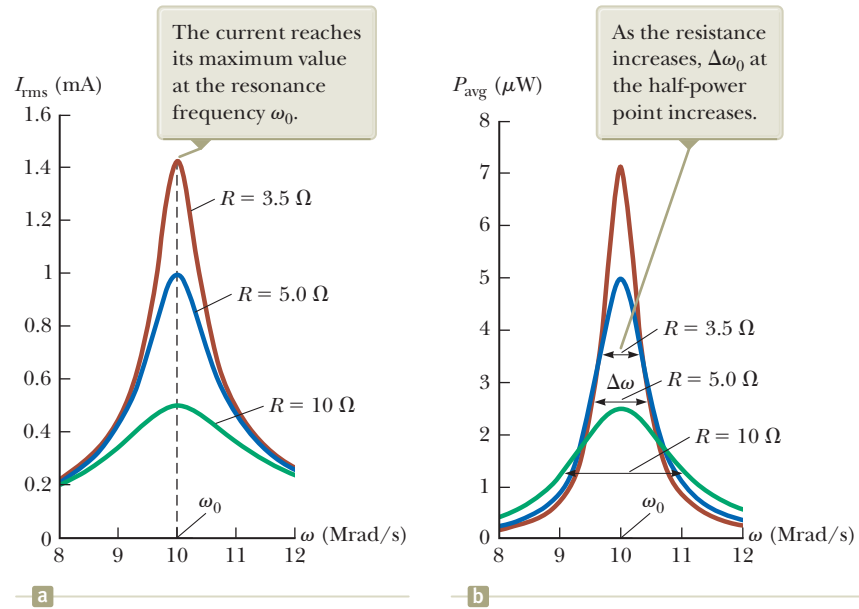 The current reaches
its maximum value
at the resonance
frequency ω0.
Irms (mA)
1.6
1.4
1.2
1
0.8
0.6
0.4
0.2
0
R = 3.5 Ω
R = 5.0 Ω
R = 10 Ω
ω0
ω (Mrad/s)
8 9 10 11 12
a
As the resistance
increases, Δω0 at
the half-power
point increases.
Pavg (μW)
8
7
6
5
4
3
2
1
0
R = 3.5 Ω
Δω
R = 5.0 Ω
R = 10 Ω
ω0
ω (Mrad/s)
8 9 10 11 12
b